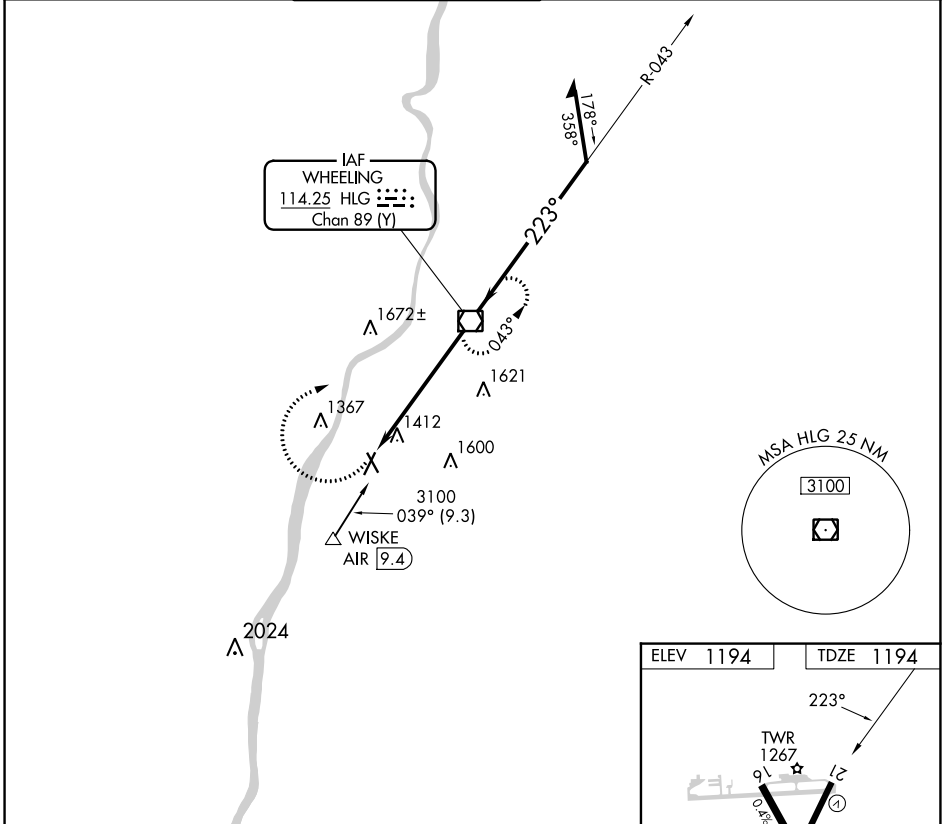 R-043
178°
358°
IAF
WHEELING
114.25 HLG
Chan 89 (Y)
223°
1672±
043°
1621
1367
1412
1600
3100
039° (9.3)
WISKE
AIR 9.4
MSA HLG 25 NM
3100
2024
ELEV 1194
TDZE 1194
223°
TWR
1267
16
21
V
0.4%